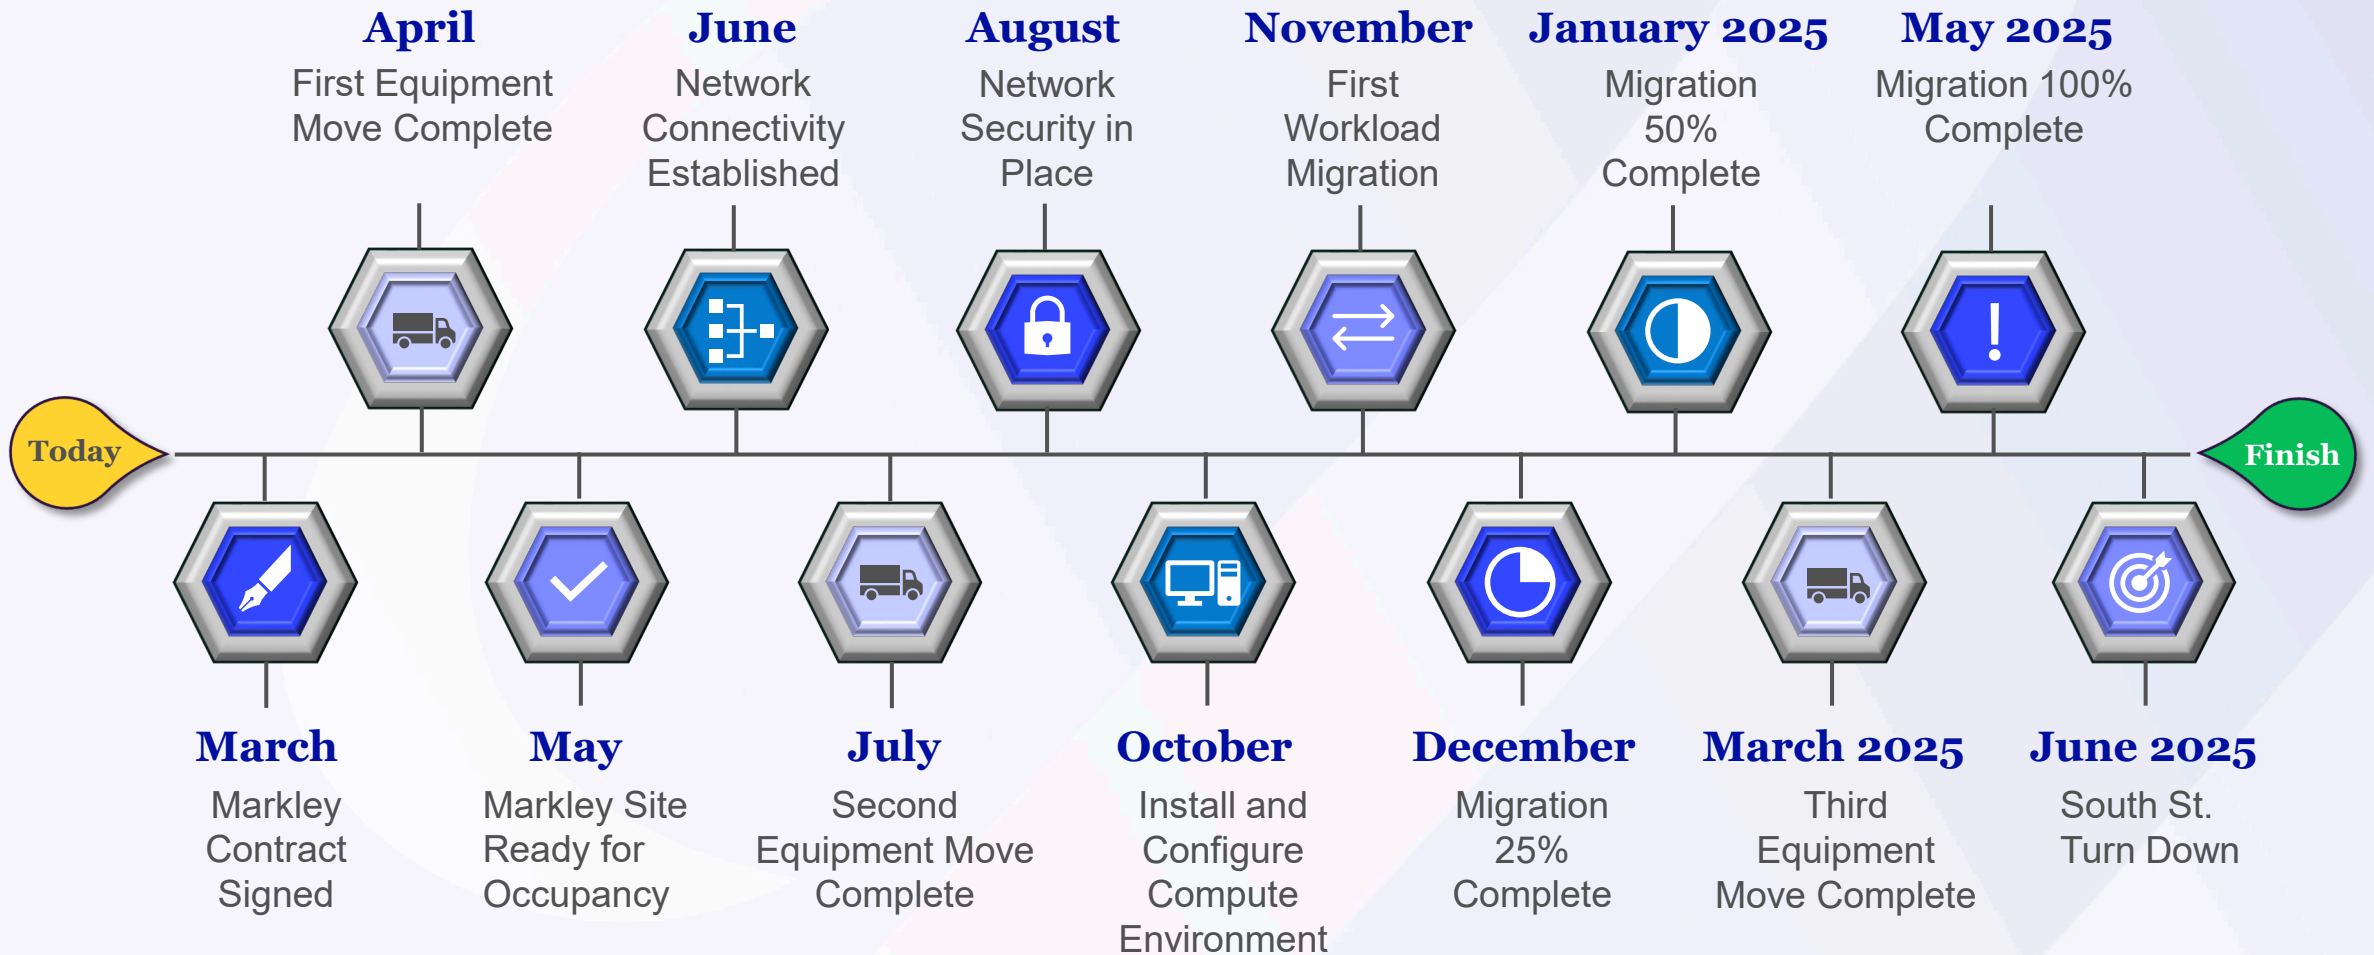 April
First Equipment
Move Complete
June
Network
Connectivity
Established
August
Network
Security in
Place
November
First
Workload
Migration
January 2025
Migration
50%
Complete
May 2025
Migration 100%
Complete
Today
Finish
March
Markley
Contract
Signed
May
Markley Site
Ready for
Occupancy
July
Second
Equipment Move
Complete
October
Install and
Configure
Compute
Environment
December
Migration
25%
Complete
March 2025
Third
Equipment
Move Complete
June 2025
South St.
Turn Down